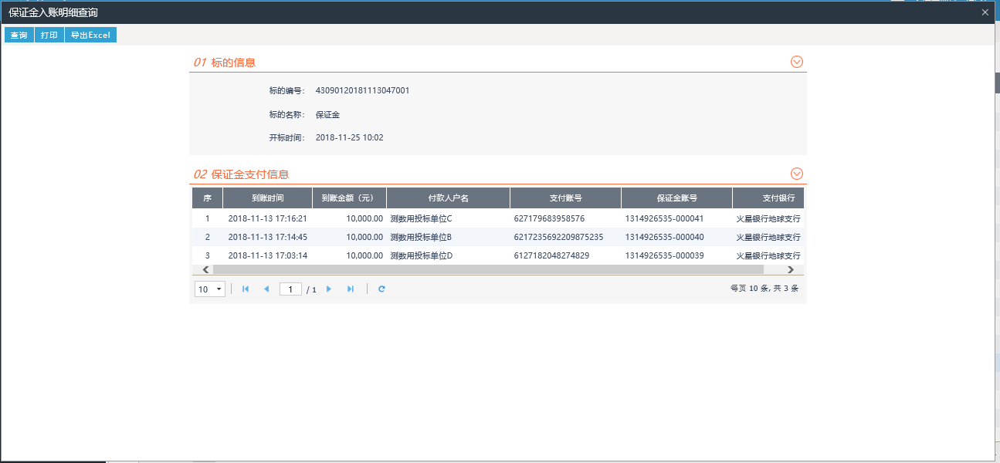 保证金入账明细查询
查询 打印 导出Excel
01 标的信息
标的编号: 43090120181113047001
标的名称: 保证金
开标时间: 2018-11-25 10:02
02 保证金支付信息
序 到账时间 到账金额（元） 付款人户名 支付账号 保证金账号 支付银行
1 2018-11-13 17:16:21 10,000.00 测数用投标单位C 627179683958576 1314926535-000041 火星银行地球支行
2 2018-11-13 17:14:45 10,000.00 测数用投标单位B 6217235692209875235 1314926535-000040 火星银行地球支行
3 2018-11-13 17:03:14 10,000.00 测数用投标单位D 6127182048274829 1314926535-000039 火星银行地球支行
10 1 / 1 每页 10 条, 共 3 条